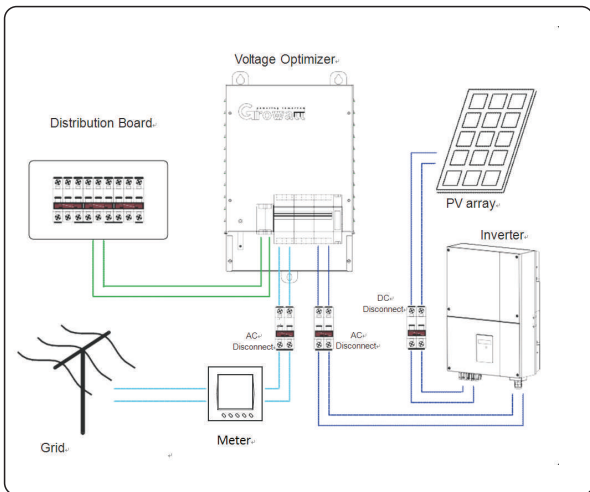 Voltage Optimizer
Distribution Board
Growatt
PV array
Inverter
DC
Disconnect
AC
Disconnect
AC
Disconnect
Grid
Meter